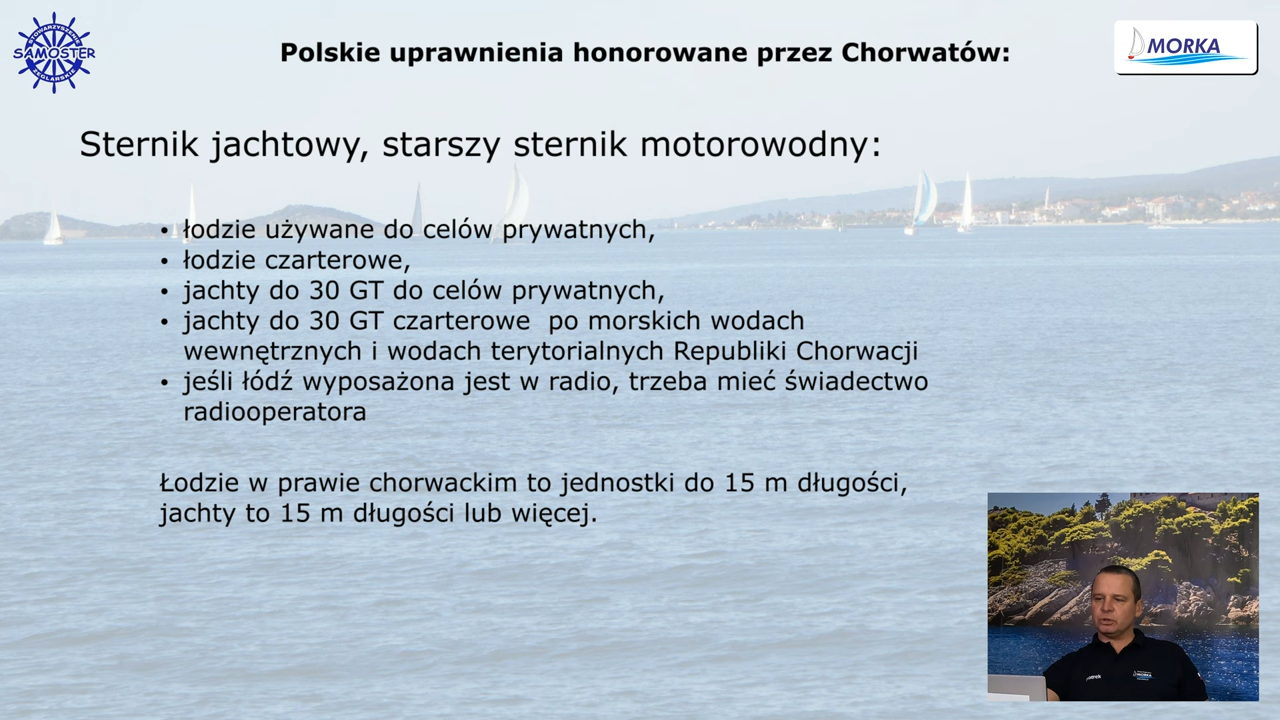 STOWARZYSZENIE
SAMOSTER
ŻEGLARSKIE
Polskie uprawnienia honorowane przez Chorwatów:
MORKA
Sternik jachtowy, starszy sternik motorowodny:
• łodzie używane do celów prywatnych,
• łodzie czarterowe,
• jachty do 30 GT do celów prywatnych,
• jachty do 30 GT czarterowe po morskich wodach
wewnętrznych i wodach terytorialnych Republiki Chorwacji
• jeśli łódź wyposażona jest w radio, trzeba mieć świadectwo
radiooperatora
Łodzie w prawie chorwackim to jednostki do 15 m długości,
jachty to 15 m długości lub więcej.
MORKA